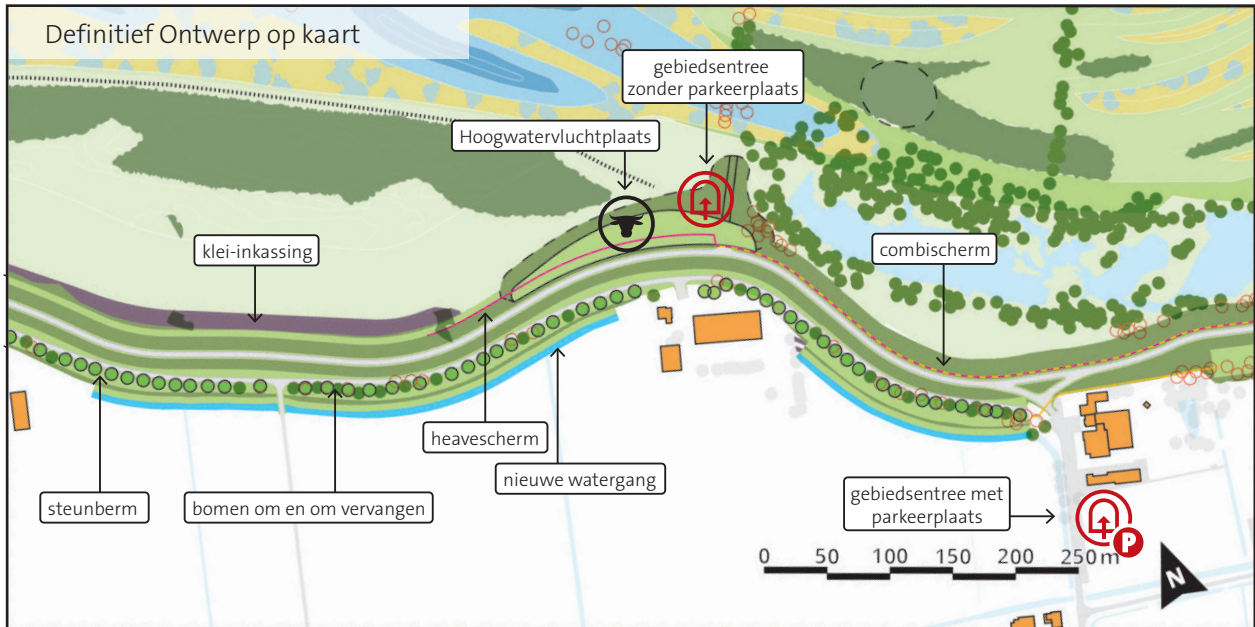 Definitief Ontwerp op kaart
gebiedsentree
zonder parkeerplaats
Hoogwatervluchtplaats
klei-inkassing
combischerm
heavescherm
nieuwe watergang
steunberm
bomen om en om vervangen
gebiedsentree met
parkeerplaats
P
0 50 100 150 200 250 m
N